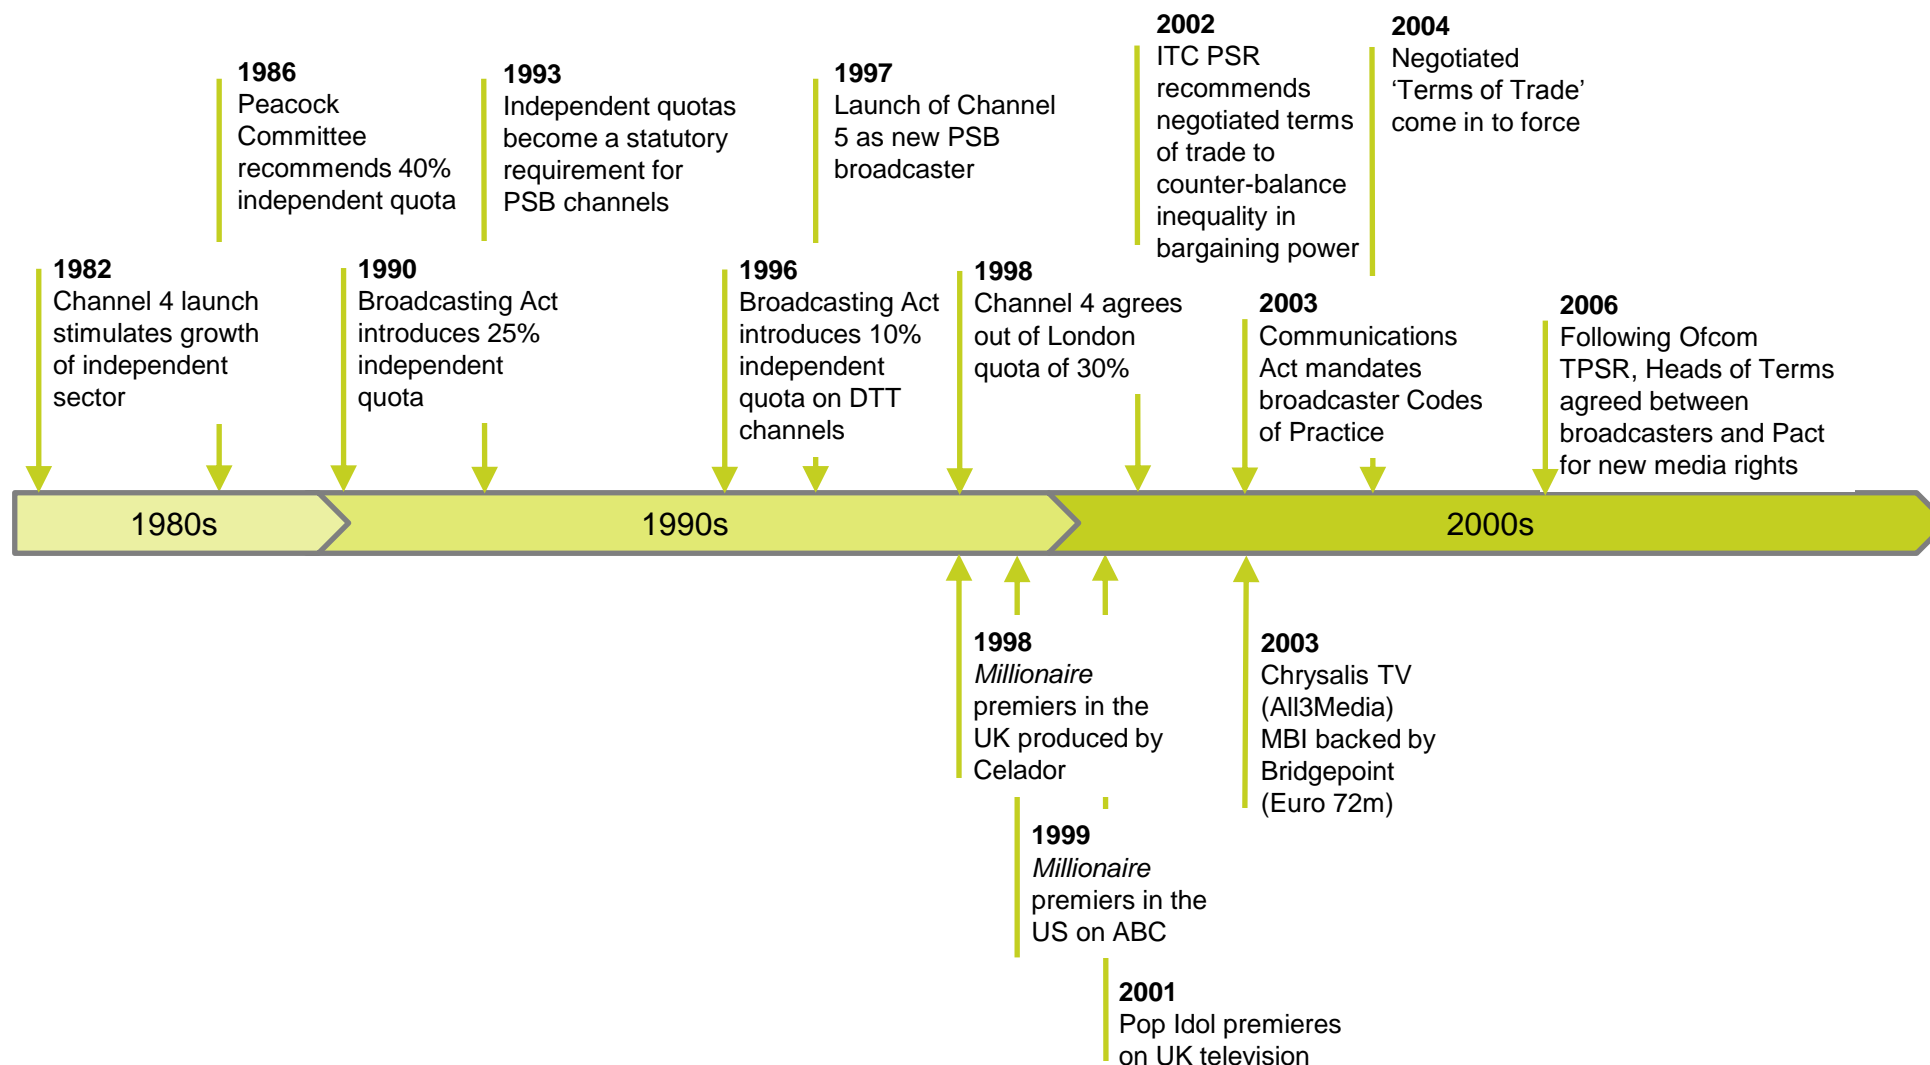 1986
Peacock
Committee
recommends 40%
independent quota
1993
Independent quotas
become a statutory
requirement for
PSB channels
1997
Launch of Channel
5 as new PSB
broadcaster
2002
ITC PSR
recommends
negotiated terms
of trade to
counter-balance
inequality in
bargaining power
2004
Negotiated
‘Terms of Trade’
come in to force
1982
Channel 4 launch
stimulates growth
of independent
sector
1990
Broadcasting Act
introduces 25%
independent
quota
1996
Broadcasting Act
introduces 10%
independent
quota on DTT
channels
1998
Channel 4 agrees
out of London
quota of 30%
2003
Communications
Act mandates
broadcaster Codes
of Practice
2006
Following Ofcom
TPSR, Heads of Terms
agreed between
broadcasters and Pact
for new media rights
1980s
1990s
2000s
1998
Millionaire
premiers in the
UK produced by
Celador
1999
Millionaire
premiers in the
US on ABC
2001
Pop Idol premieres
on UK television
2003
Chrysalis TV
(All3Media)
MBI backed by
Bridgepoint
(Euro 72m)